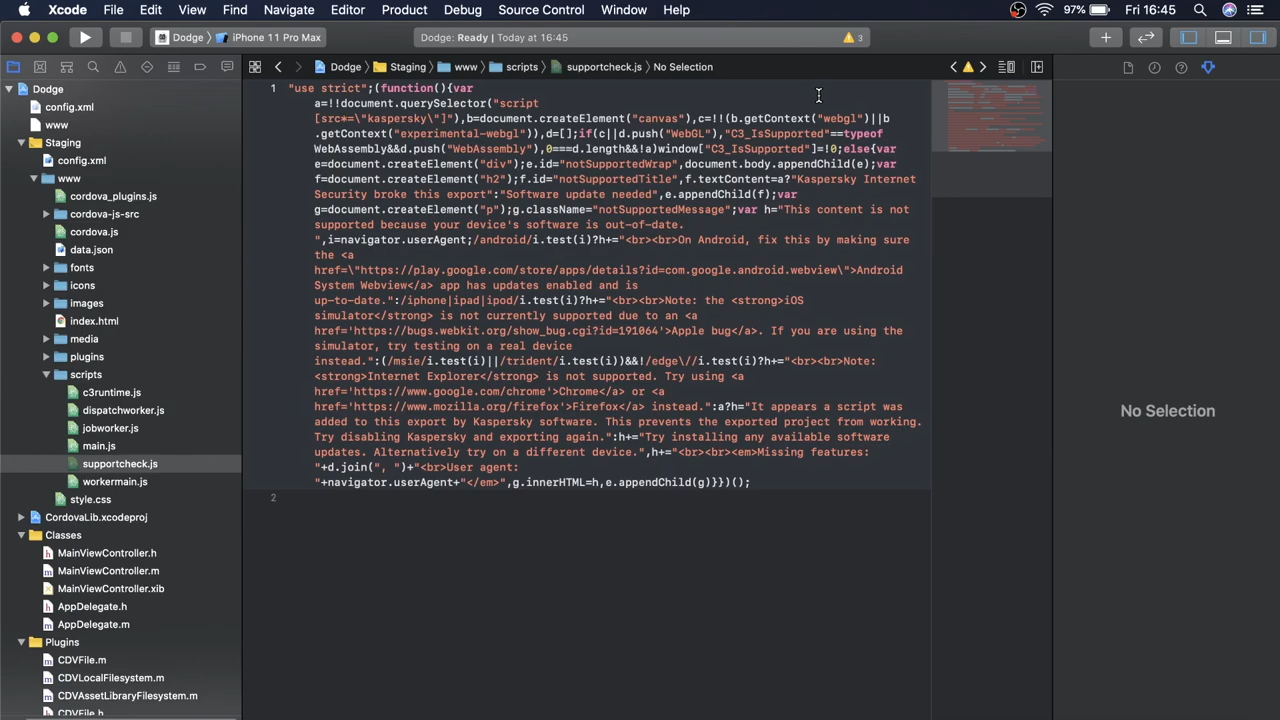 Xcode File Edit View Find Navigate Editor Product Debug Source Control Window Help 97% Fri 16:45
Dodge iPhone 11 Pro Max Dodge: Ready | Today at 16:45 3
Dodge Staging www scripts supportcheck.js No Selection
Dodge
config.xml
www
Staging
config.xml
www
cordova_plugins.js
cordova-js-src
cordova.js
data.json
fonts
icons
images
index.html
media
plugins
scripts
c3runtime.js
dispatchworker.js
jobworker.js
main.js
supportcheck.js
workermain.js
style.css
CordovaLib.xcodeproj
Classes
MainViewController.h
MainViewController.m
MainViewController.xib
AppDelegate.h
AppDelegate.m
Plugins
CDVFile.m
CDVLocalFilesystem.m
CDVAssetLibraryFilesystem.m
CDVFile.h
1 "use strict";(function(){var
a=!!document.querySelector("script
[src*=\"kaspersky\"]"),b=document.createElement("canvas"),c=!!(b.getContext("webgl")||b
.getContext("experimental-webgl")),d=[];if(c||d.push("WebGL"),"C3_IsSupported"==typeof
WebAssembly&&d.push("WebAssembly"),0===d.length&&!a)window["C3_IsSupported"]=!0;else{var
e=document.createElement("div");e.id="notSupportedWrap",document.body.appendChild(e);var
f=document.createElement("h2");f.id="notSupportedTitle",f.textContent=a?"Kaspersky Internet
Security broke this export":"Software update needed",e.appendChild(f);var
g=document.createElement("p");g.className="notSupportedMessage";var h="This content is not
supported because your device's software is out-of-date.
",i=navigator.userAgent;/android/i.test(i)?h+="<br><br>On Android, fix this by making sure
the <a
href=\"https://play.google.com/store/apps/details?id=com.google.android.webview\">Android
System Webview</a> app has updates enabled and is
up-to-date.":/iphone|ipad|ipod/i.test(i)?h+="<br><br>Note: the <strong>iOS
simulator</strong> is not currently supported due to an <a
href='https://bugs.webkit.org/show_bug.cgi?id=191064'>Apple bug</a>. If you are using the
simulator, try testing on a real device
instead.":(/msie/i.test(i)||/trident/i.test(i))&&!/edge\//i.test(i)?h+="<br><br>Note:
<strong>Internet Explorer</strong> is not supported. Try using <a
href='https://www.google.com/chrome'>Chrome</a> or <a
href='https://www.mozilla.org/firefox'>Firefox</a> instead.":a?h="It appears a script was
added to this export by Kaspersky software. This prevents the exported project from working.
Try disabling Kaspersky and exporting again.":h+="Try installing any available software
updates. Alternatively try on a different device.",h+="<br><br><em>Missing features:
"+d.join(", ")+"<br>User agent:
"+navigator.userAgent+"</em>",g.innerHTML=h,e.appendChild(g)}})();
2
No Selection